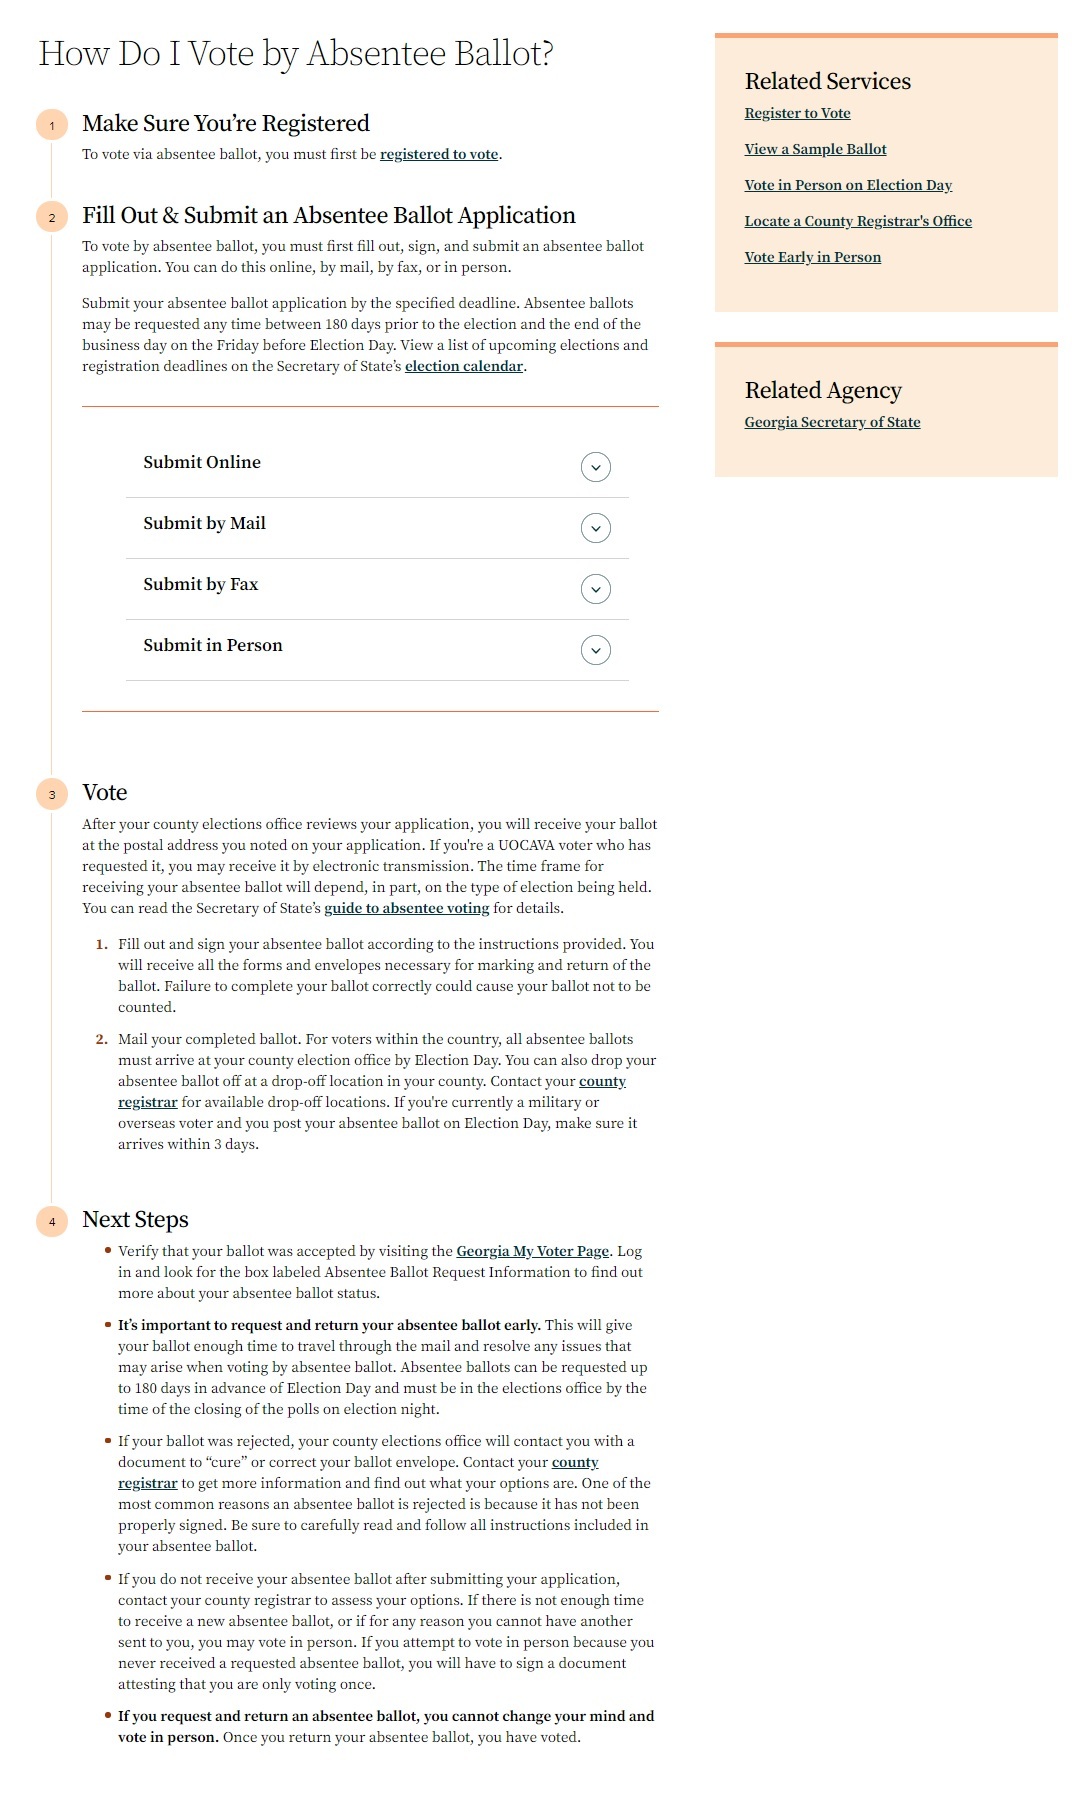 How Do I Vote by Absentee Ballot?
1
Make Sure You’re Registered
To vote via absentee ballot, you must first be registered to vote.
2
Fill Out & Submit an Absentee Ballot Application
To vote by absentee ballot, you must first fill out, sign, and submit an absentee ballot
application. You can do this online, by mail, by fax, or in person.
Submit your absentee ballot application by the specified deadline. Absentee ballots
may be requested any time between 180 days prior to the election and the end of the
business day on the Friday before Election Day. View a list of upcoming elections and
registration deadlines on the Secretary of State’s election calendar.
Submit Online
Submit by Mail
Submit by Fax
Submit in Person
3
Vote
After your county elections office reviews your application, you will receive your ballot
at the postal address you noted on your application. If you're a UOCAVA voter who has
requested it, you may receive it by electronic transmission. The time frame for
receiving your absentee ballot will depend, in part, on the type of election being held.
You can read the Secretary of State’s guide to absentee voting for details.
1. Fill out and sign your absentee ballot according to the instructions provided. You
will receive all the forms and envelopes necessary for marking and return of the
ballot. Failure to complete your ballot correctly could cause your ballot not to be
counted.
2. Mail your completed ballot. For voters within the country, all absentee ballots
must arrive at your county election office by Election Day. You can also drop your
absentee ballot off at a drop-off location in your county. Contact your county
registrar for available drop-off locations. If you're currently a military or
overseas voter and you post your absentee ballot on Election Day, make sure it
arrives within 3 days.
4
Next Steps
• Verify that your ballot was accepted by visiting the Georgia My Voter Page. Log
in and look for the box labeled Absentee Ballot Request Information to find out
more about your absentee ballot status.
• It’s important to request and return your absentee ballot early. This will give
your ballot enough time to travel through the mail and resolve any issues that
may arise when voting by absentee ballot. Absentee ballots can be requested up
to 180 days in advance of Election Day and must be in the elections office by the
time of the closing of the polls on election night.
• If your ballot was rejected, your county elections office will contact you with a
document to “cure” or correct your ballot envelope. Contact your county
registrar to get more information and find out what your options are. One of the
most common reasons an absentee ballot is rejected is because it has not been
properly signed. Be sure to carefully read and follow all instructions included in
your absentee ballot.
• If you do not receive your absentee ballot after submitting your application,
contact your county registrar to assess your options. If there is not enough time
to receive a new absentee ballot, or if for any reason you cannot have another
sent to you, you may vote in person. If you attempt to vote in person because you
never received a requested absentee ballot, you will have to sign a document
attesting that you are only voting once.
• If you request and return an absentee ballot, you cannot change your mind and
vote in person. Once you return your absentee ballot, you have voted.
Related Services
Register to Vote
View a Sample Ballot
Vote in Person on Election Day
Locate a County Registrar's Office
Vote Early in Person
Related Agency
Georgia Secretary of State